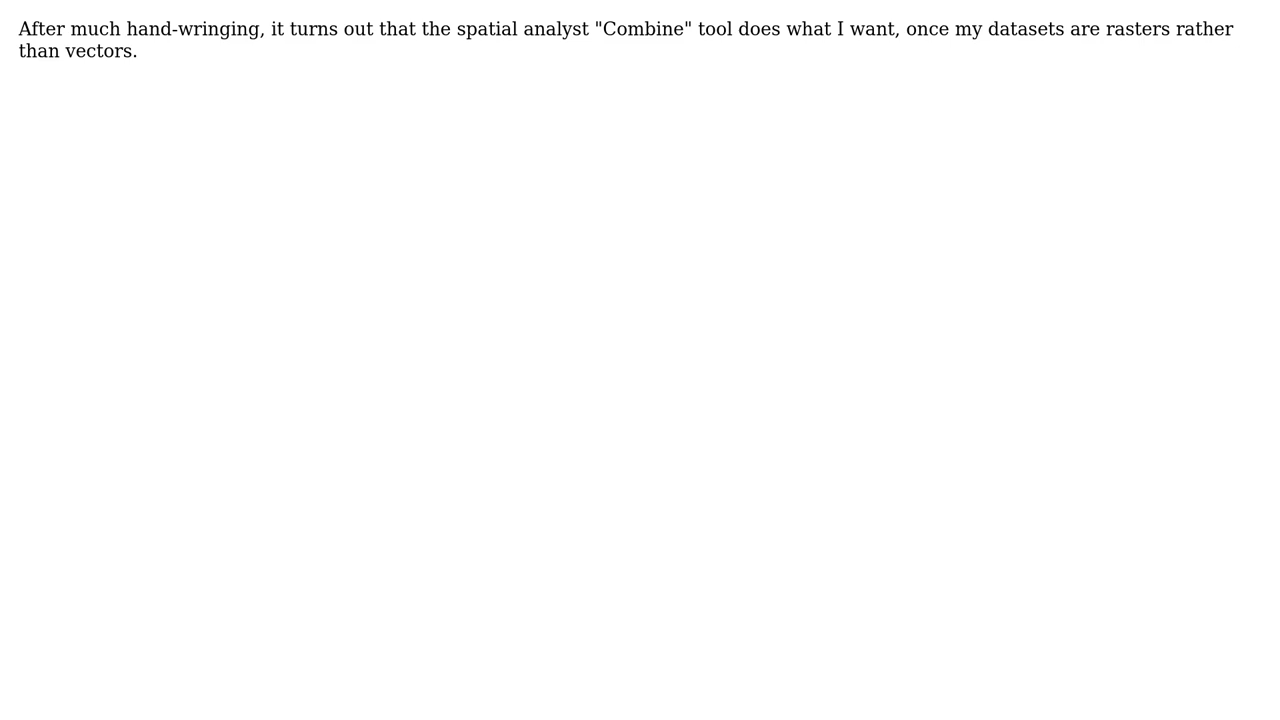 After much hand-wringing, it turns out that the spatial analyst "Combine" tool does what I want, once my datasets are rasters rather
than vectors.